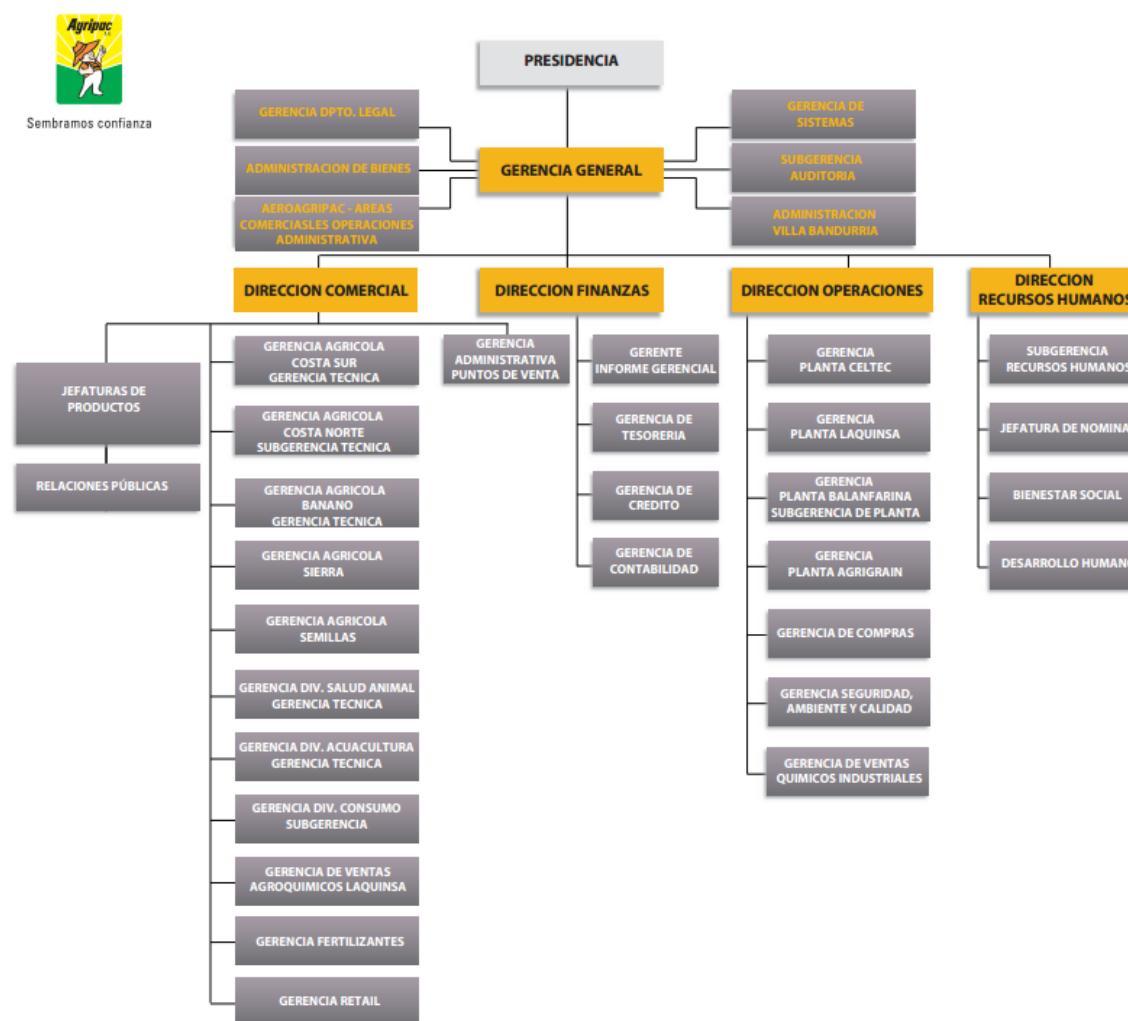 Agripac
Sembramos confianza
PRESIDENCIA
GERENCIA DPTO. LEGAL
GERENCIA DE
SISTEMAS
GERENCIA GENERAL
ADMINISTRACION DE BIENES
SUBGERENCIA
AUDITORIA
AEROAGRIPAC - AREAS
COMERCIASLES OPERACIONES
ADMINISTRATIVA
ADMINISTRACION
VILLA BANDURRIA
DIRECCION COMERCIAL
DIRECCION FINANZAS
DIRECCION OPERACIONES
DIRECCION
RECURSOS HUMANOS
JEFATURAS DE
PRODUCTOS
RELACIONES PÚBLICAS
GERENCIA AGRICOLA
COSTA SUR
GERENCIA TECNICA
GERENCIA AGRICOLA
COSTA NORTE
SUBGERENCIA TECNICA
GERENCIA AGRICOLA
BANANO
GERENCIA TECNICA
GERENCIA AGRICOLA
SIERRA
GERENCIA AGRICOLA
SEMILLAS
GERENCIA DIV. SALUD ANIMAL
GERENCIA TECNICA
GERENCIA DIV. ACUACULTURA
GERENCIA TECNICA
GERENCIA DIV. CONSUMO
SUBGERENCIA
GERENCIA DE VENTAS
AGROQUIMICOS LAQUINSA
GERENCIA FERTILIZANTES
GERENCIA RETAIL
GERENCIA
ADMINISTRATIVA
PUNTOS DE VENTA
GERENTE
INFORME GERENCIAL
GERENCIA DE
TESORERIA
GERENCIA DE
CREDITO
GERENCIA DE
CONTABILIDAD
GERENCIA
PLANTA CELTEC
GERENCIA
PLANTA LAQUINSA
GERENCIA
PLANTA BALANFARINA
SUBGERENCIA DE PLANTA
GERENCIA
PLANTA AGRIGRAIN
GERENCIA DE COMPRAS
GERENCIA SEGURIDAD,
AMBIENTE Y CALIDAD
GERENCIA DE VENTAS
QUIMICOS INDUSTRIALES
SUBGERENCIA
RECURSOS HUMANOS
JEFATURA DE NOMINA
BIENESTAR SOCIAL
DESARROLLO HUMANO